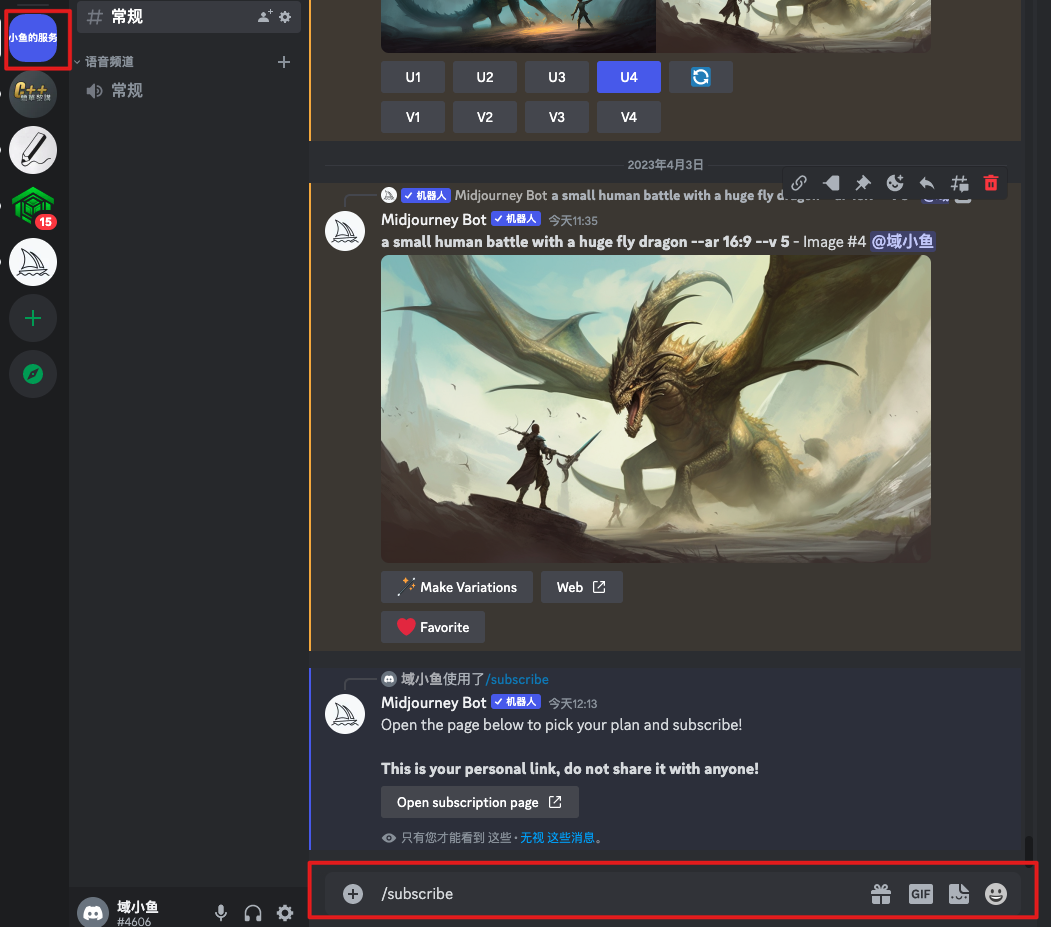 小鱼的服务
C++
15
常规
语音频道
常规
域小鱼
#4606
U1 U2 U3 U4
V1 V2 V3 V4
2023年4月3日
机器人 Midjourney Bot a small human battle with a huge fly
Midjourney Bot 机器人 今天11:35
a small human battle with a huge fly dragon --ar 16:9 --v 5 - Image #4 @域小鱼
Make Variations Web
Favorite
域小鱼使用了/subscribe
Midjourney Bot 机器人 今天12:13
Open the page below to pick your plan and subscribe!
This is your personal link, do not share it with anyone!
Open subscription page
只有您才能看到 这些 · 无视 这些消息。
/subscribe
GIF